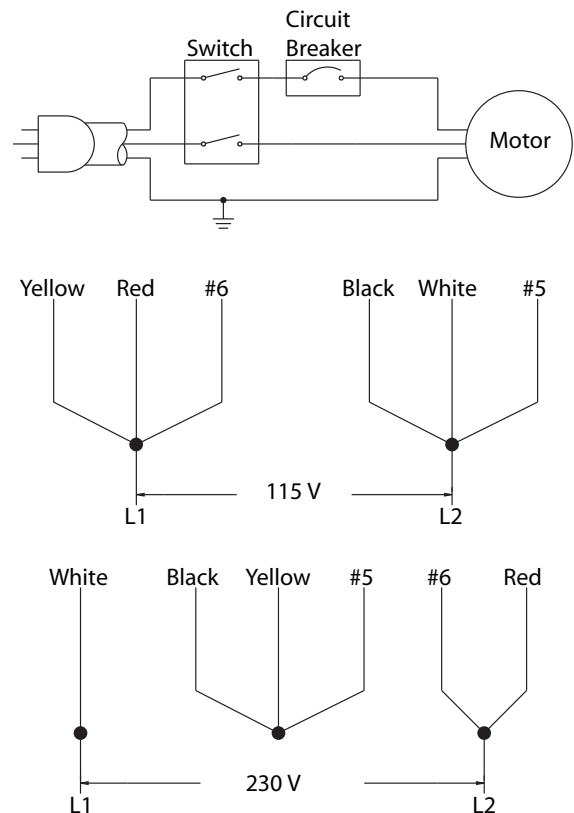 Circuit
Switch Breaker
Motor
Yellow Red #6 Black White #5
115 V
L1 L2
White Black Yellow #5 #6 Red
230 V
L1 L2